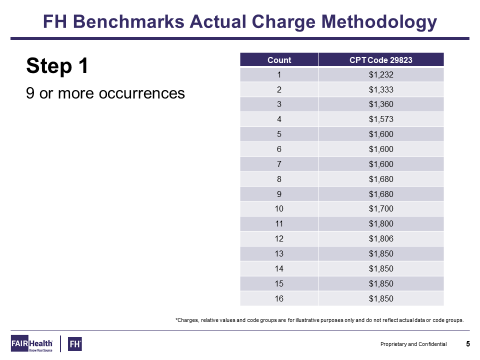 FH Benchmarks Actual Charge Methodology
Step 1
9 or more occurrences
Count CPT Code 29823
1 $1,232
2 $1,333
3 $1,360
4 $1,573
5 $1,600
6 $1,600
7 $1,600
8 $1,680
9 $1,680
10 $1,700
11 $1,800
12 $1,806
13 $1,850
14 $1,850
15 $1,850
16 $1,850
*Charges, relative values and code groups are for illustrative purposes only and do not reflect actual data or code groups.
FAIR Health
Know Your Source
FH
Proprietary and Confidential 5